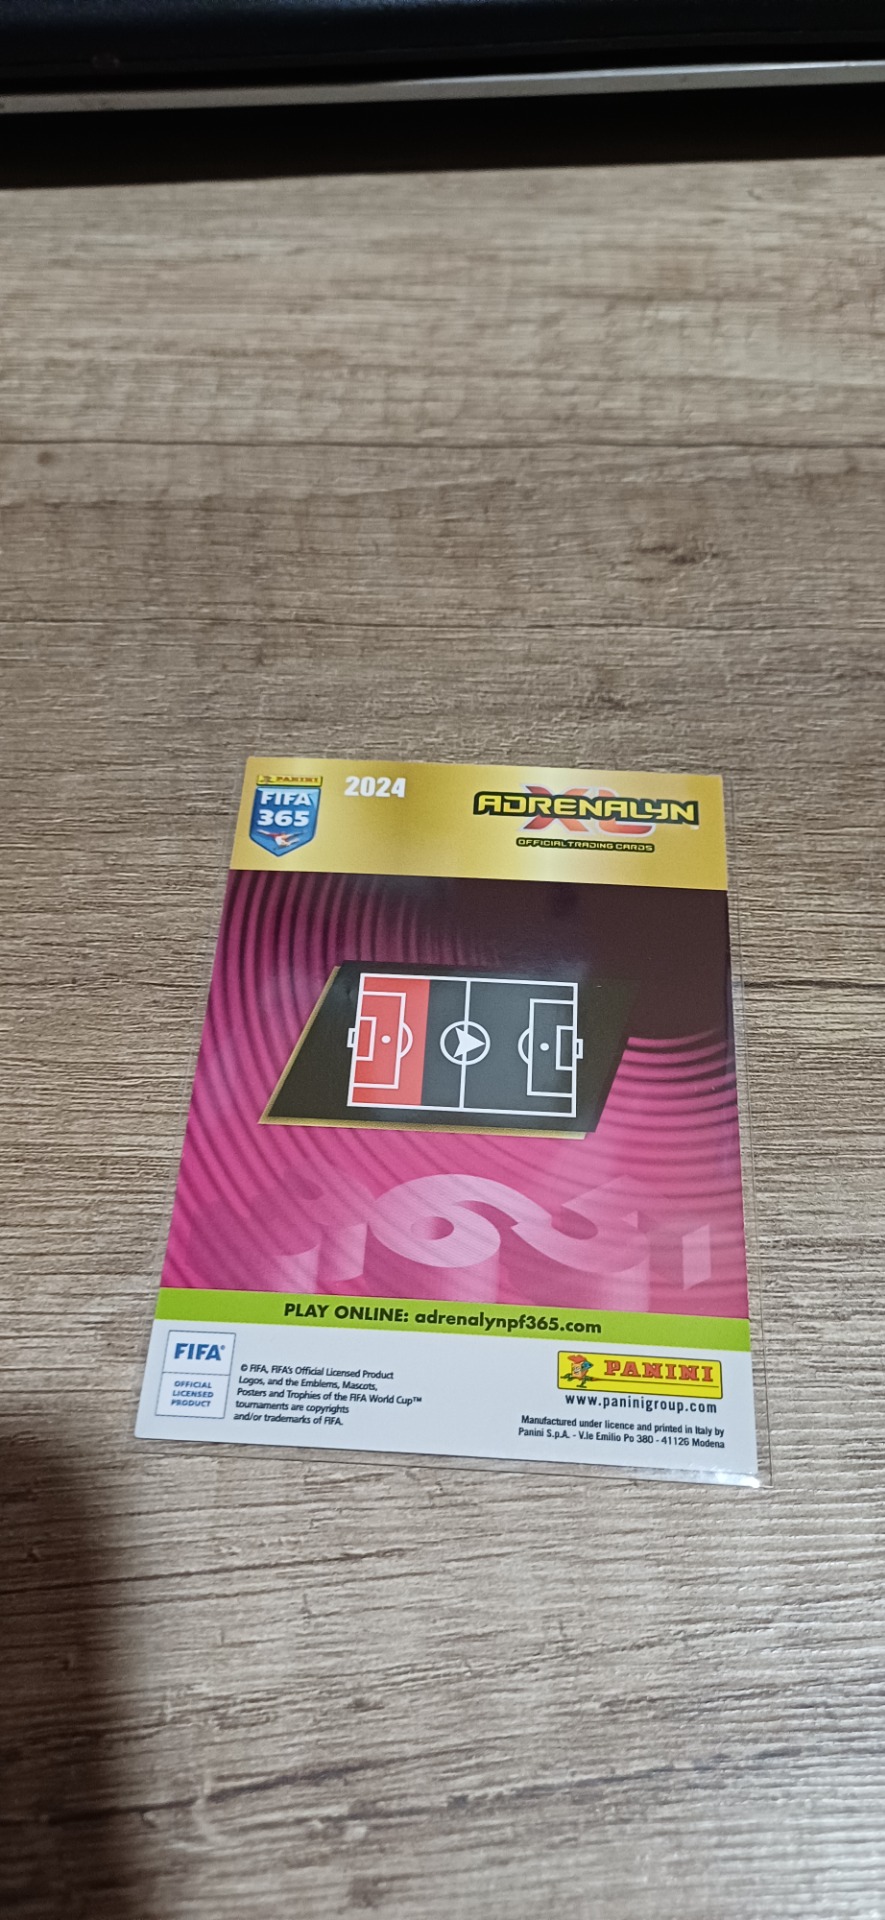 PANINI
FIFA
365
2024
ADRENALYN
XL
OFFICIAL TRADING CARDS
365
PLAY ONLINE: adrenalynpf365.com
FIFA®
OFFICIAL
LICENSED
PRODUCT
© FIFA, FIFA's Official Licensed Product
Logos, and the Emblems, Mascots,
Posters and Trophies of the FIFA World Cup™
tournaments are copyrights
and/or trademarks of FIFA.
PANINI
www.paninigroup.com
Manufactured under licence and printed in Italy by
Panini S.p.A. - V.le Emilio Po 380 - 41126 Modena